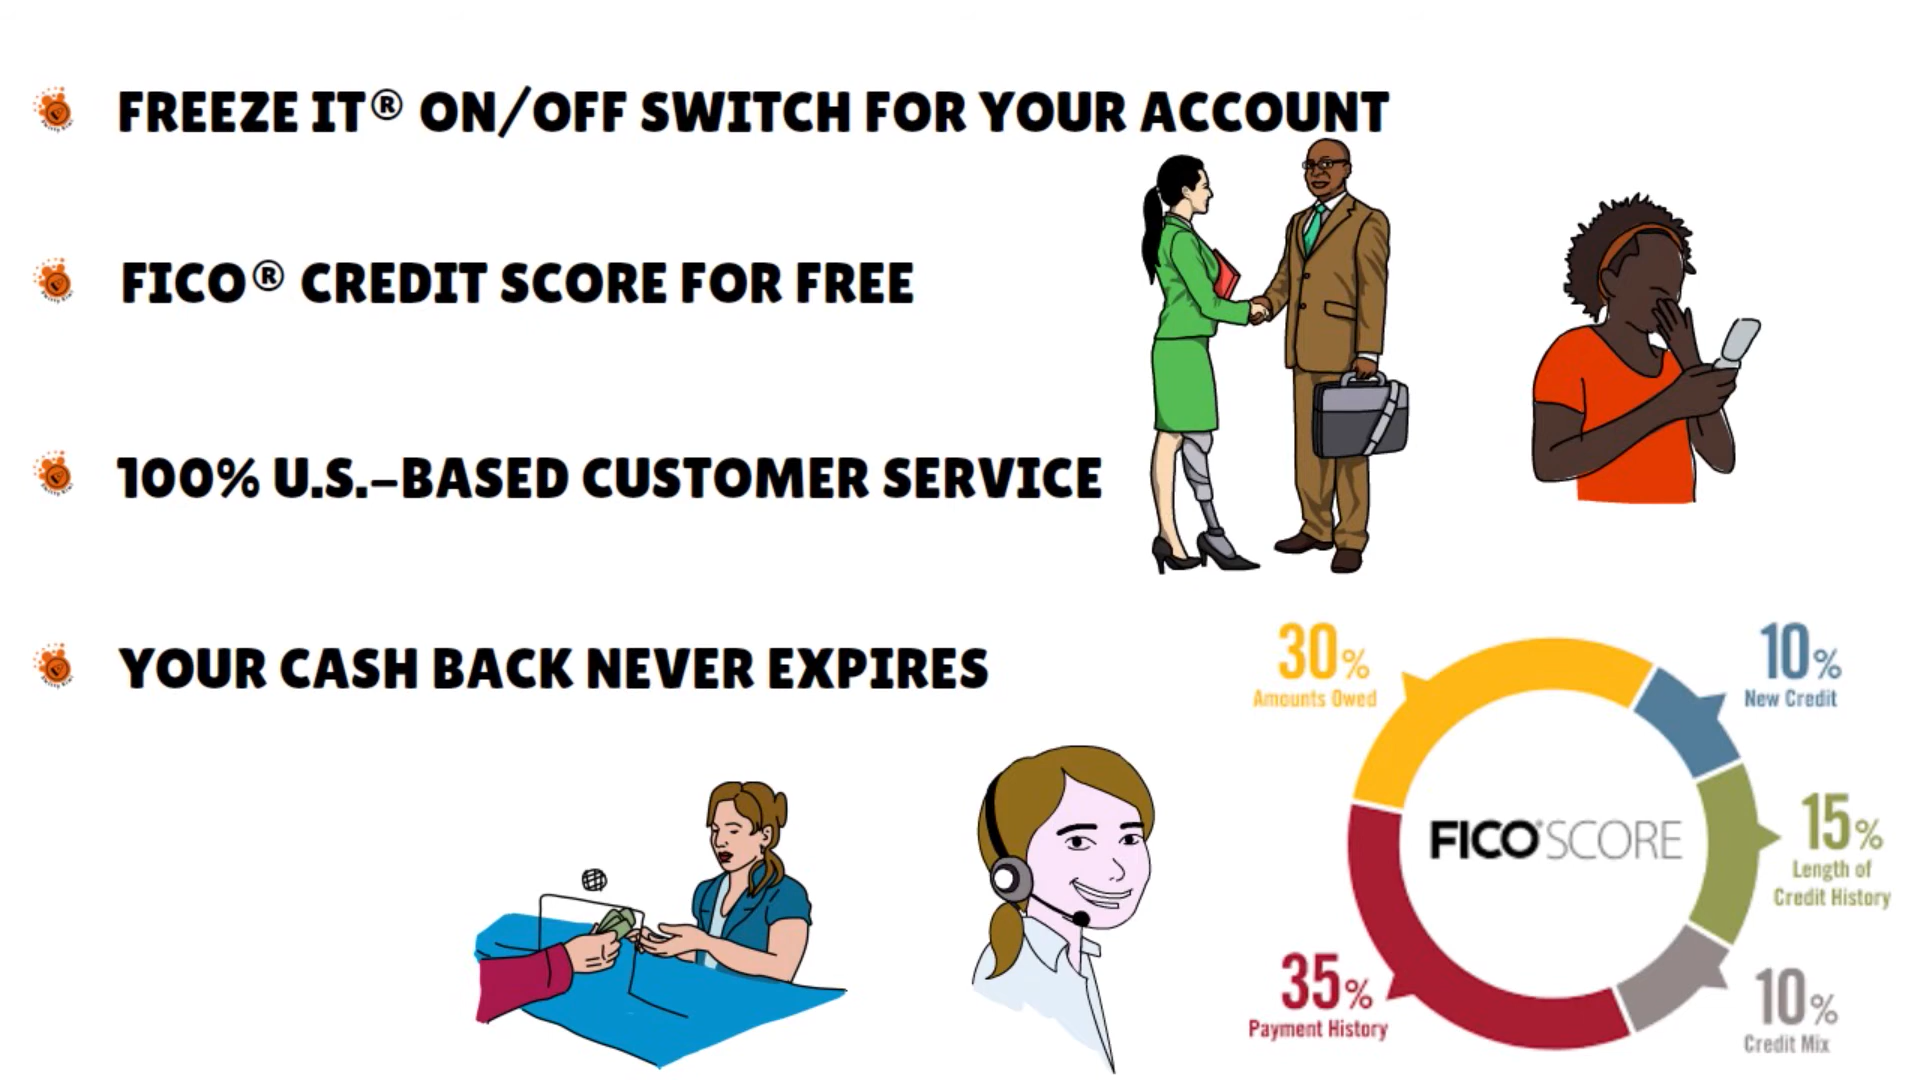 FREEZE IT® ON/OFF SWITCH FOR YOUR ACCOUNT
FICO® CREDIT SCORE FOR FREE
100% U.S.-BASED CUSTOMER SERVICE
YOUR CASH BACK NEVER EXPIRES
30%
Amounts Owed
10%
New Credit
FICO® SCORE
15%
Length of
Credit History
35%
Payment History
10%
Credit Mix